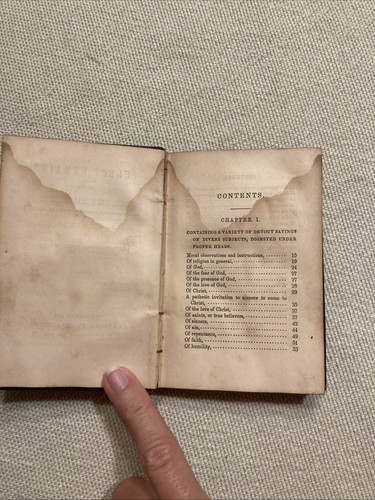 CONTENTS.
CHAPTER I.
CONTAINING A VARIETY OF DEVOUT SAYINGS
ON DIVERS SUBJECTS, DIGESTED UNDER
PROPER HEADS.
Moral observations and instructions, 15
Of religion in general, 19
Of God, 24
Of the fear of God, 27
Of the presence of God, 27
Of the love of God, 28
Of Christ, 29
A pathetic invitation to sinners to come to
Christ, 35
Of the love of Christ, 37
Of saints, or true believers, 37
Of sinners, 43
Of sin, 44
Of repentance, 49
Of faith, 51
Of humility, 53